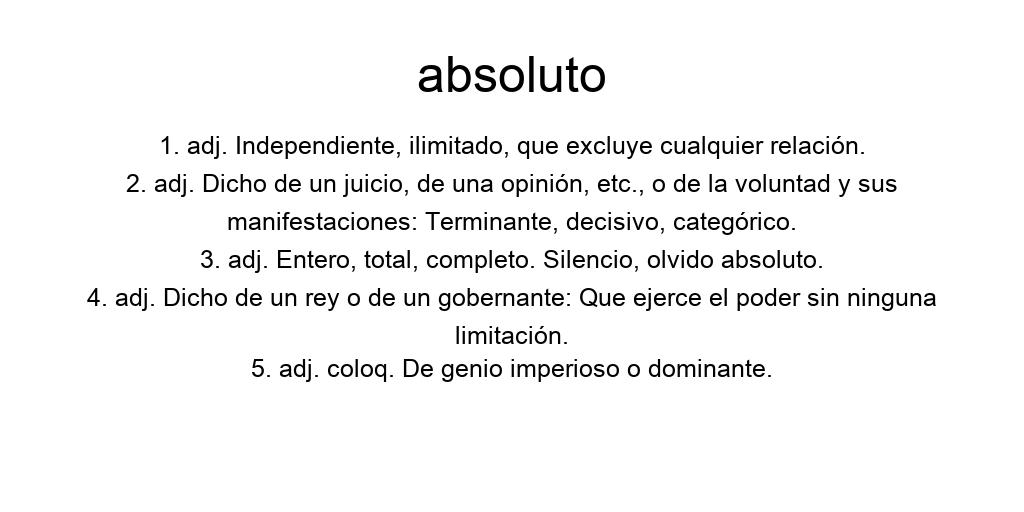 absoluto
1. adj. Independiente, ilimitado, que excluye cualquier relación.
2. adj. Dicho de un juicio, de una opinión, etc., o de la voluntad y sus
manifestaciones: Terminante, decisivo, categórico.
3. adj. Entero, total, completo. Silencio, olvido absoluto.
4. adj. Dicho de un rey o de un gobernante: Que ejerce el poder sin ninguna
limitación.
5. adj. coloq. De genio imperioso o dominante.